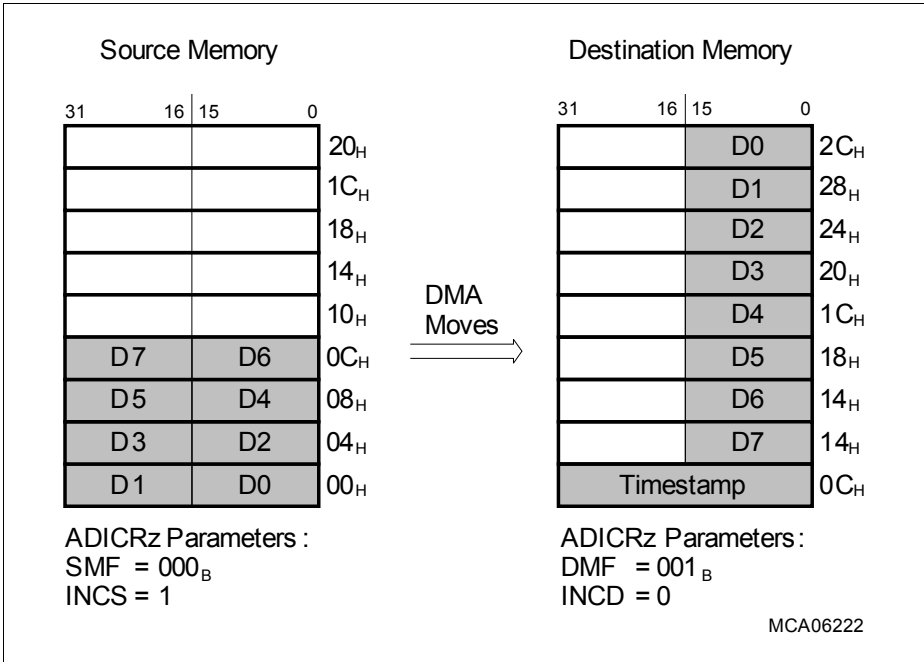 Source Memory
Destination Memory
31 16 15 0
31 16 15 0
20H
D0 2CH
1CH
D1 28H
18H
D2 24H
14H
D3 20H
10H
D4 1CH
DMA
Moves
D7 D6 0CH
D5 18H
D5 D4 08H
D6 14H
D3 D2 04H
D7 14H
D1 D0 00H
Timestamp 0CH
ADICRz Parameters :
SMF = 000B
INCS = 1
ADICRz Parameters :
DMF = 001B
INCD = 0
MCA06222